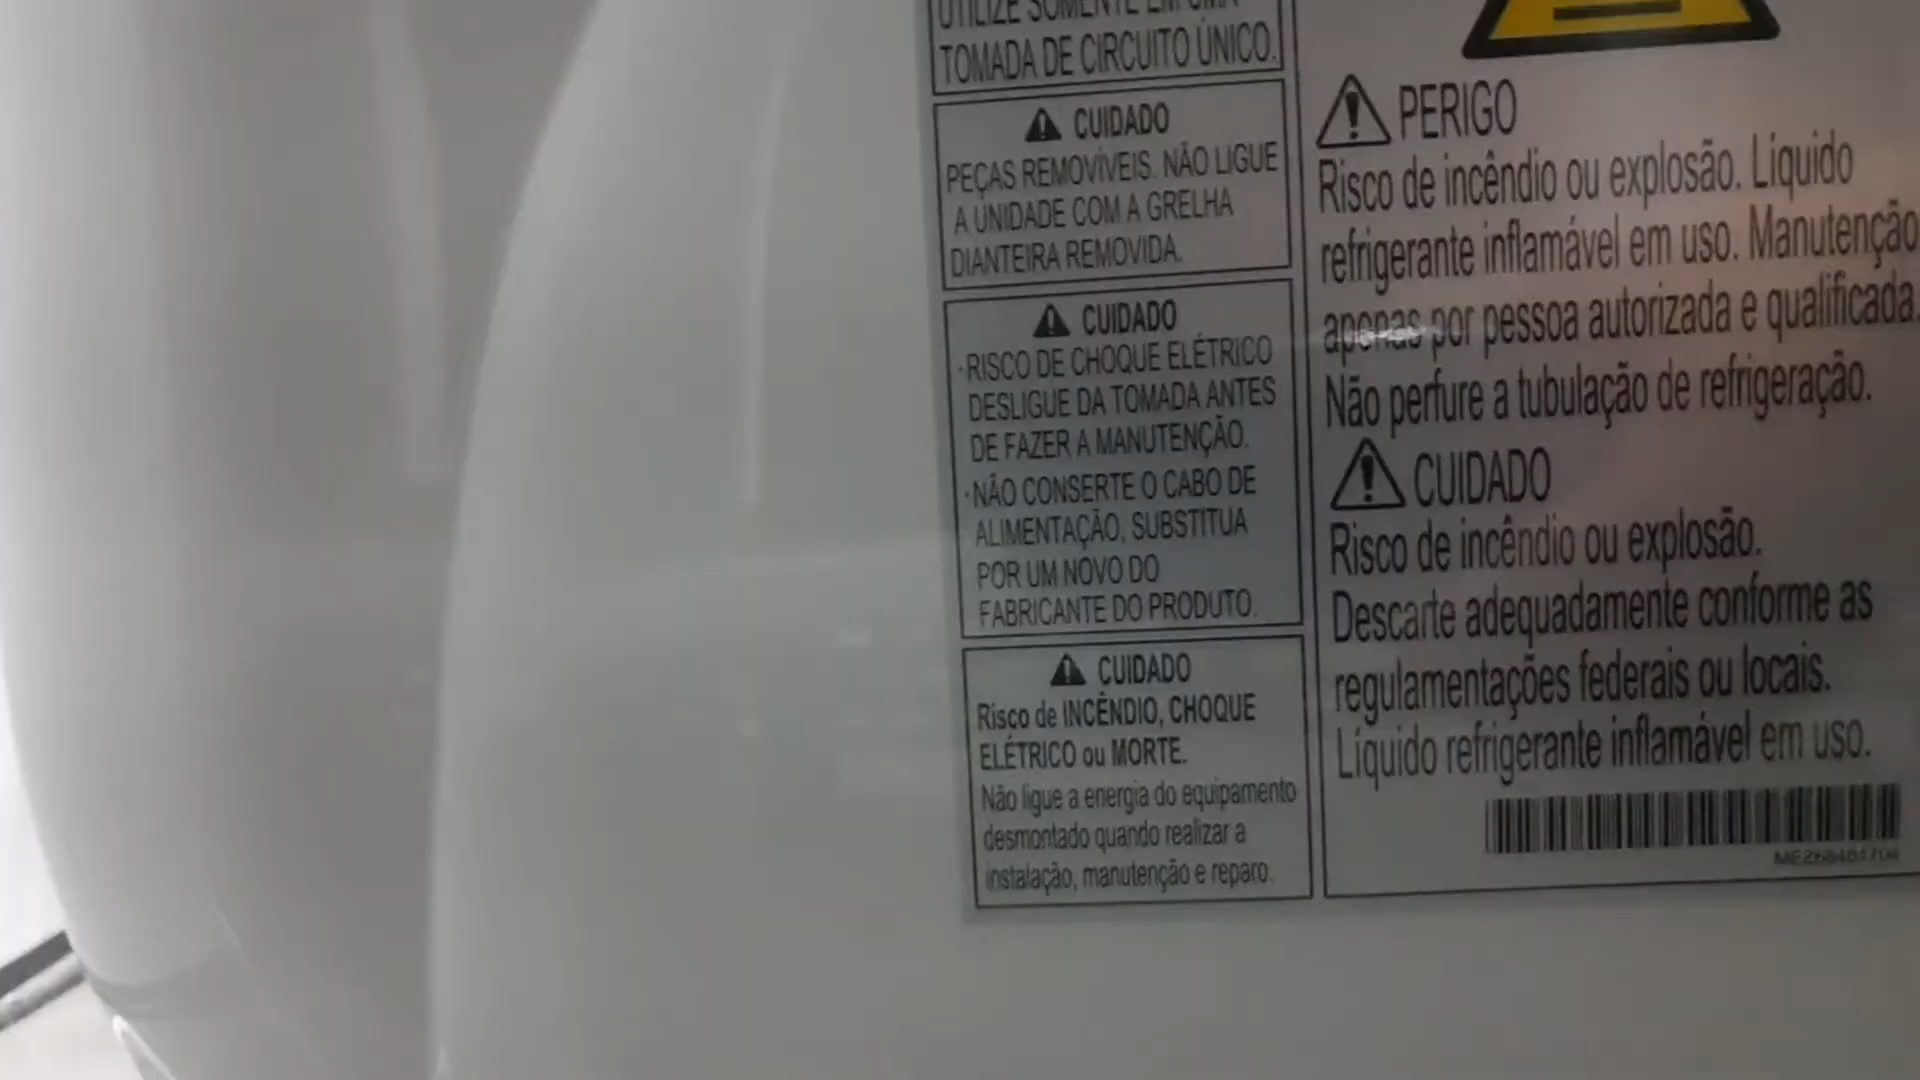 UTILIZE SOMENTE EM UMA
TOMADA DE CIRCUITO ÚNICO.
CUIDADO
PEÇAS REMOVÍVEIS. NÃO LIGUE
A UNIDADE COM A GRELHA
DIANTEIRA REMOVIDA.
CUIDADO
·RISCO DE CHOQUE ELÉTRICO
DESLIGUE DA TOMADA ANTES
DE FAZER A MANUTENÇÃO.
·NÃO CONSERTE O CABO DE
ALIMENTAÇÃO, SUBSTITUA
POR UM NOVO DO
FABRICANTE DO PRODUTO.
CUIDADO
Risco de INCÊNDIO, CHOQUE
ELÉTRICO ou MORTE.
Não ligue a energia do equipamento
desmontado quando realizar a
instalação, manutenção e reparo.
PERIGO
Risco de incêndio ou explosão. Líquido
refrigerante inflamável em uso. Manutenção
apenas por pessoa autorizada e qualificada.
Não perfure a tubulação de refrigeração.
CUIDADO
Risco de incêndio ou explosão.
Descarte adequadamente conforme as
regulamentações federais ou locais.
Líquido refrigerante inflamável em uso.